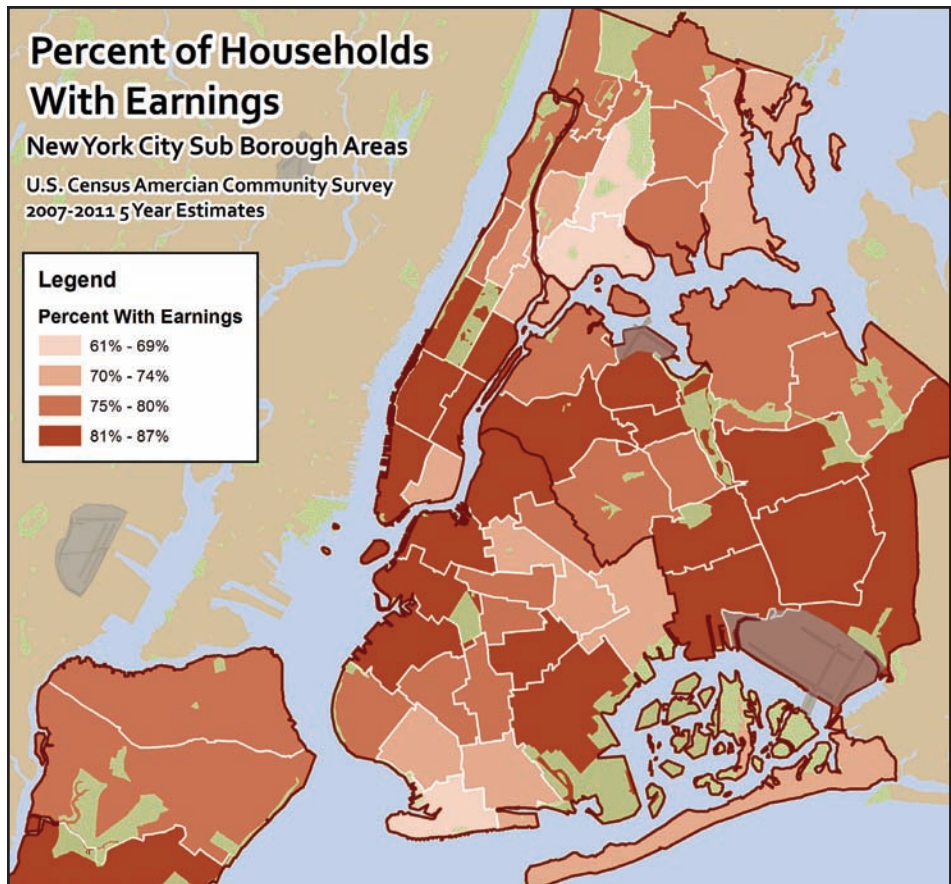 Percent of Households
With Earnings
New York City Sub Borough Areas
U.S. Census Amercian Community Survey
2007-2011 5 Year Estimates
Legend
Percent With Earnings
61% - 69%
70% - 74%
75% - 80%
81% - 87%